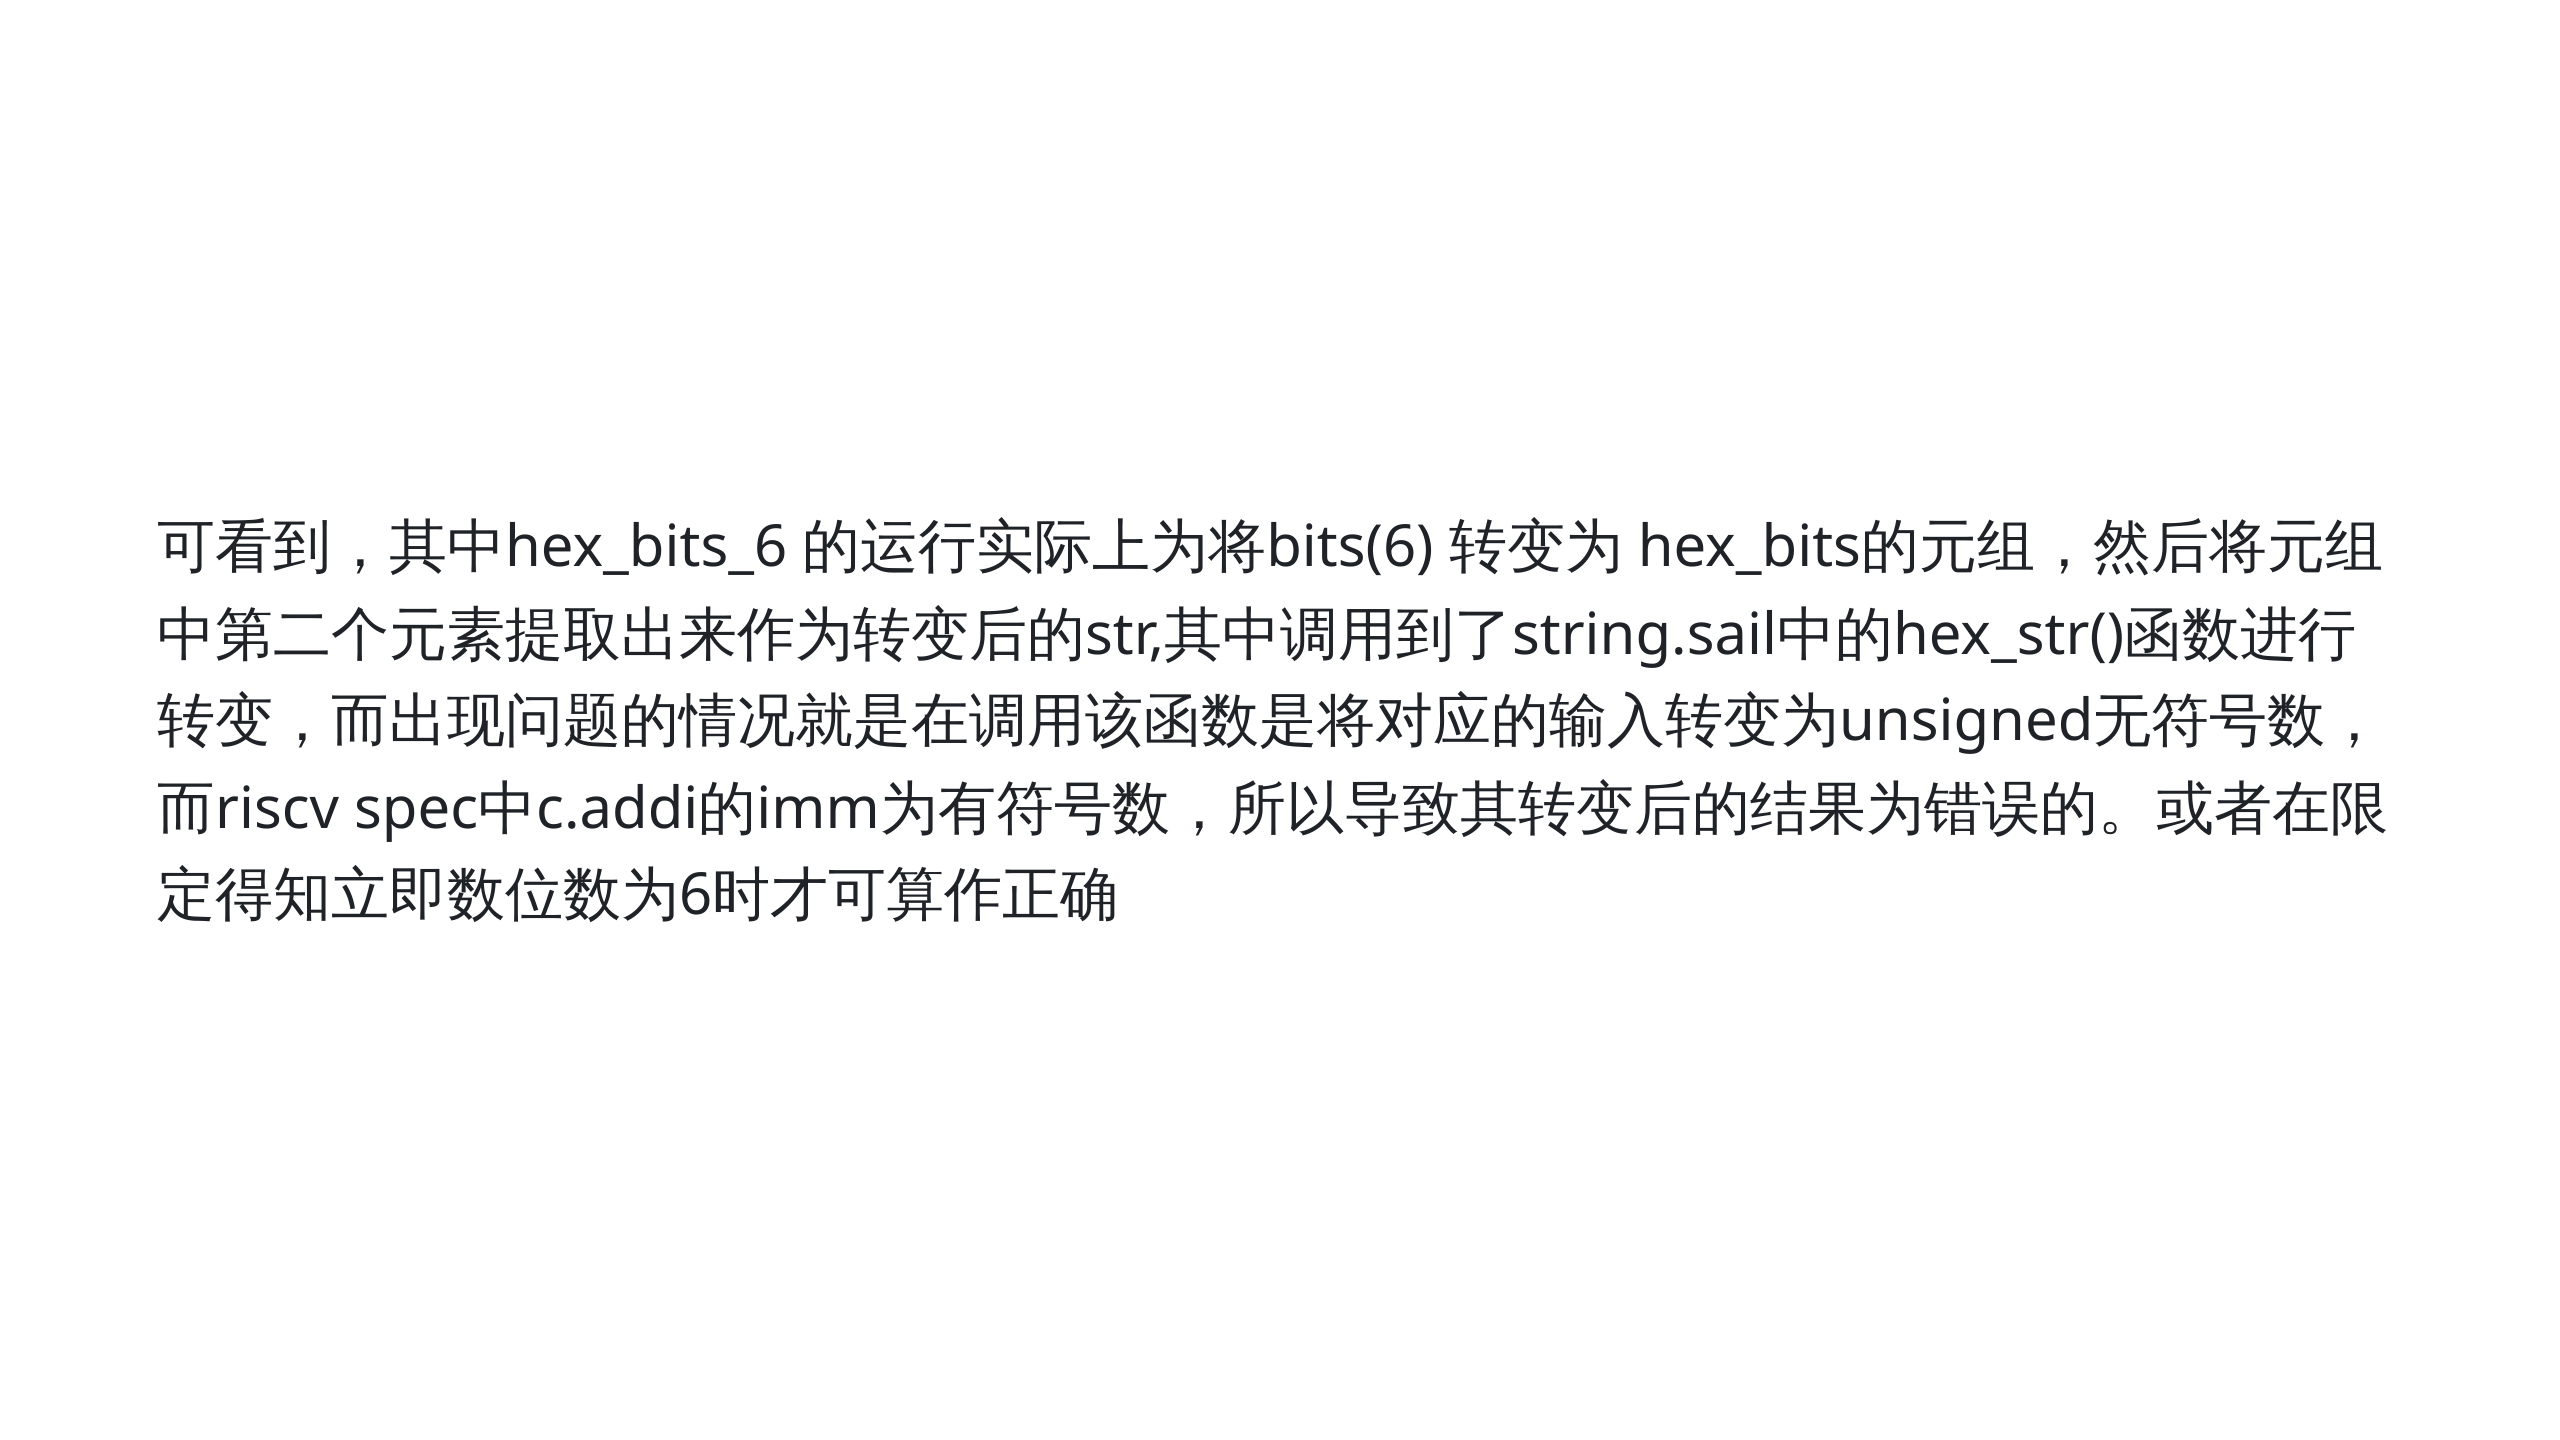 可看到，其中hex_bits_6 的运行实际上为将bits(6) 转变为 hex_bits的元组，然后将元组
中第二个元素提取出来作为转变后的str,其中调用到了string.sail中的hex_str()函数进行
转变，而出现问题的情况就是在调用该函数是将对应的输入转变为unsigned无符号数，
而riscv spec中c.addi的imm为有符号数，所以导致其转变后的结果为错误的。或者在限
定得知立即数位数为6时才可算作正确